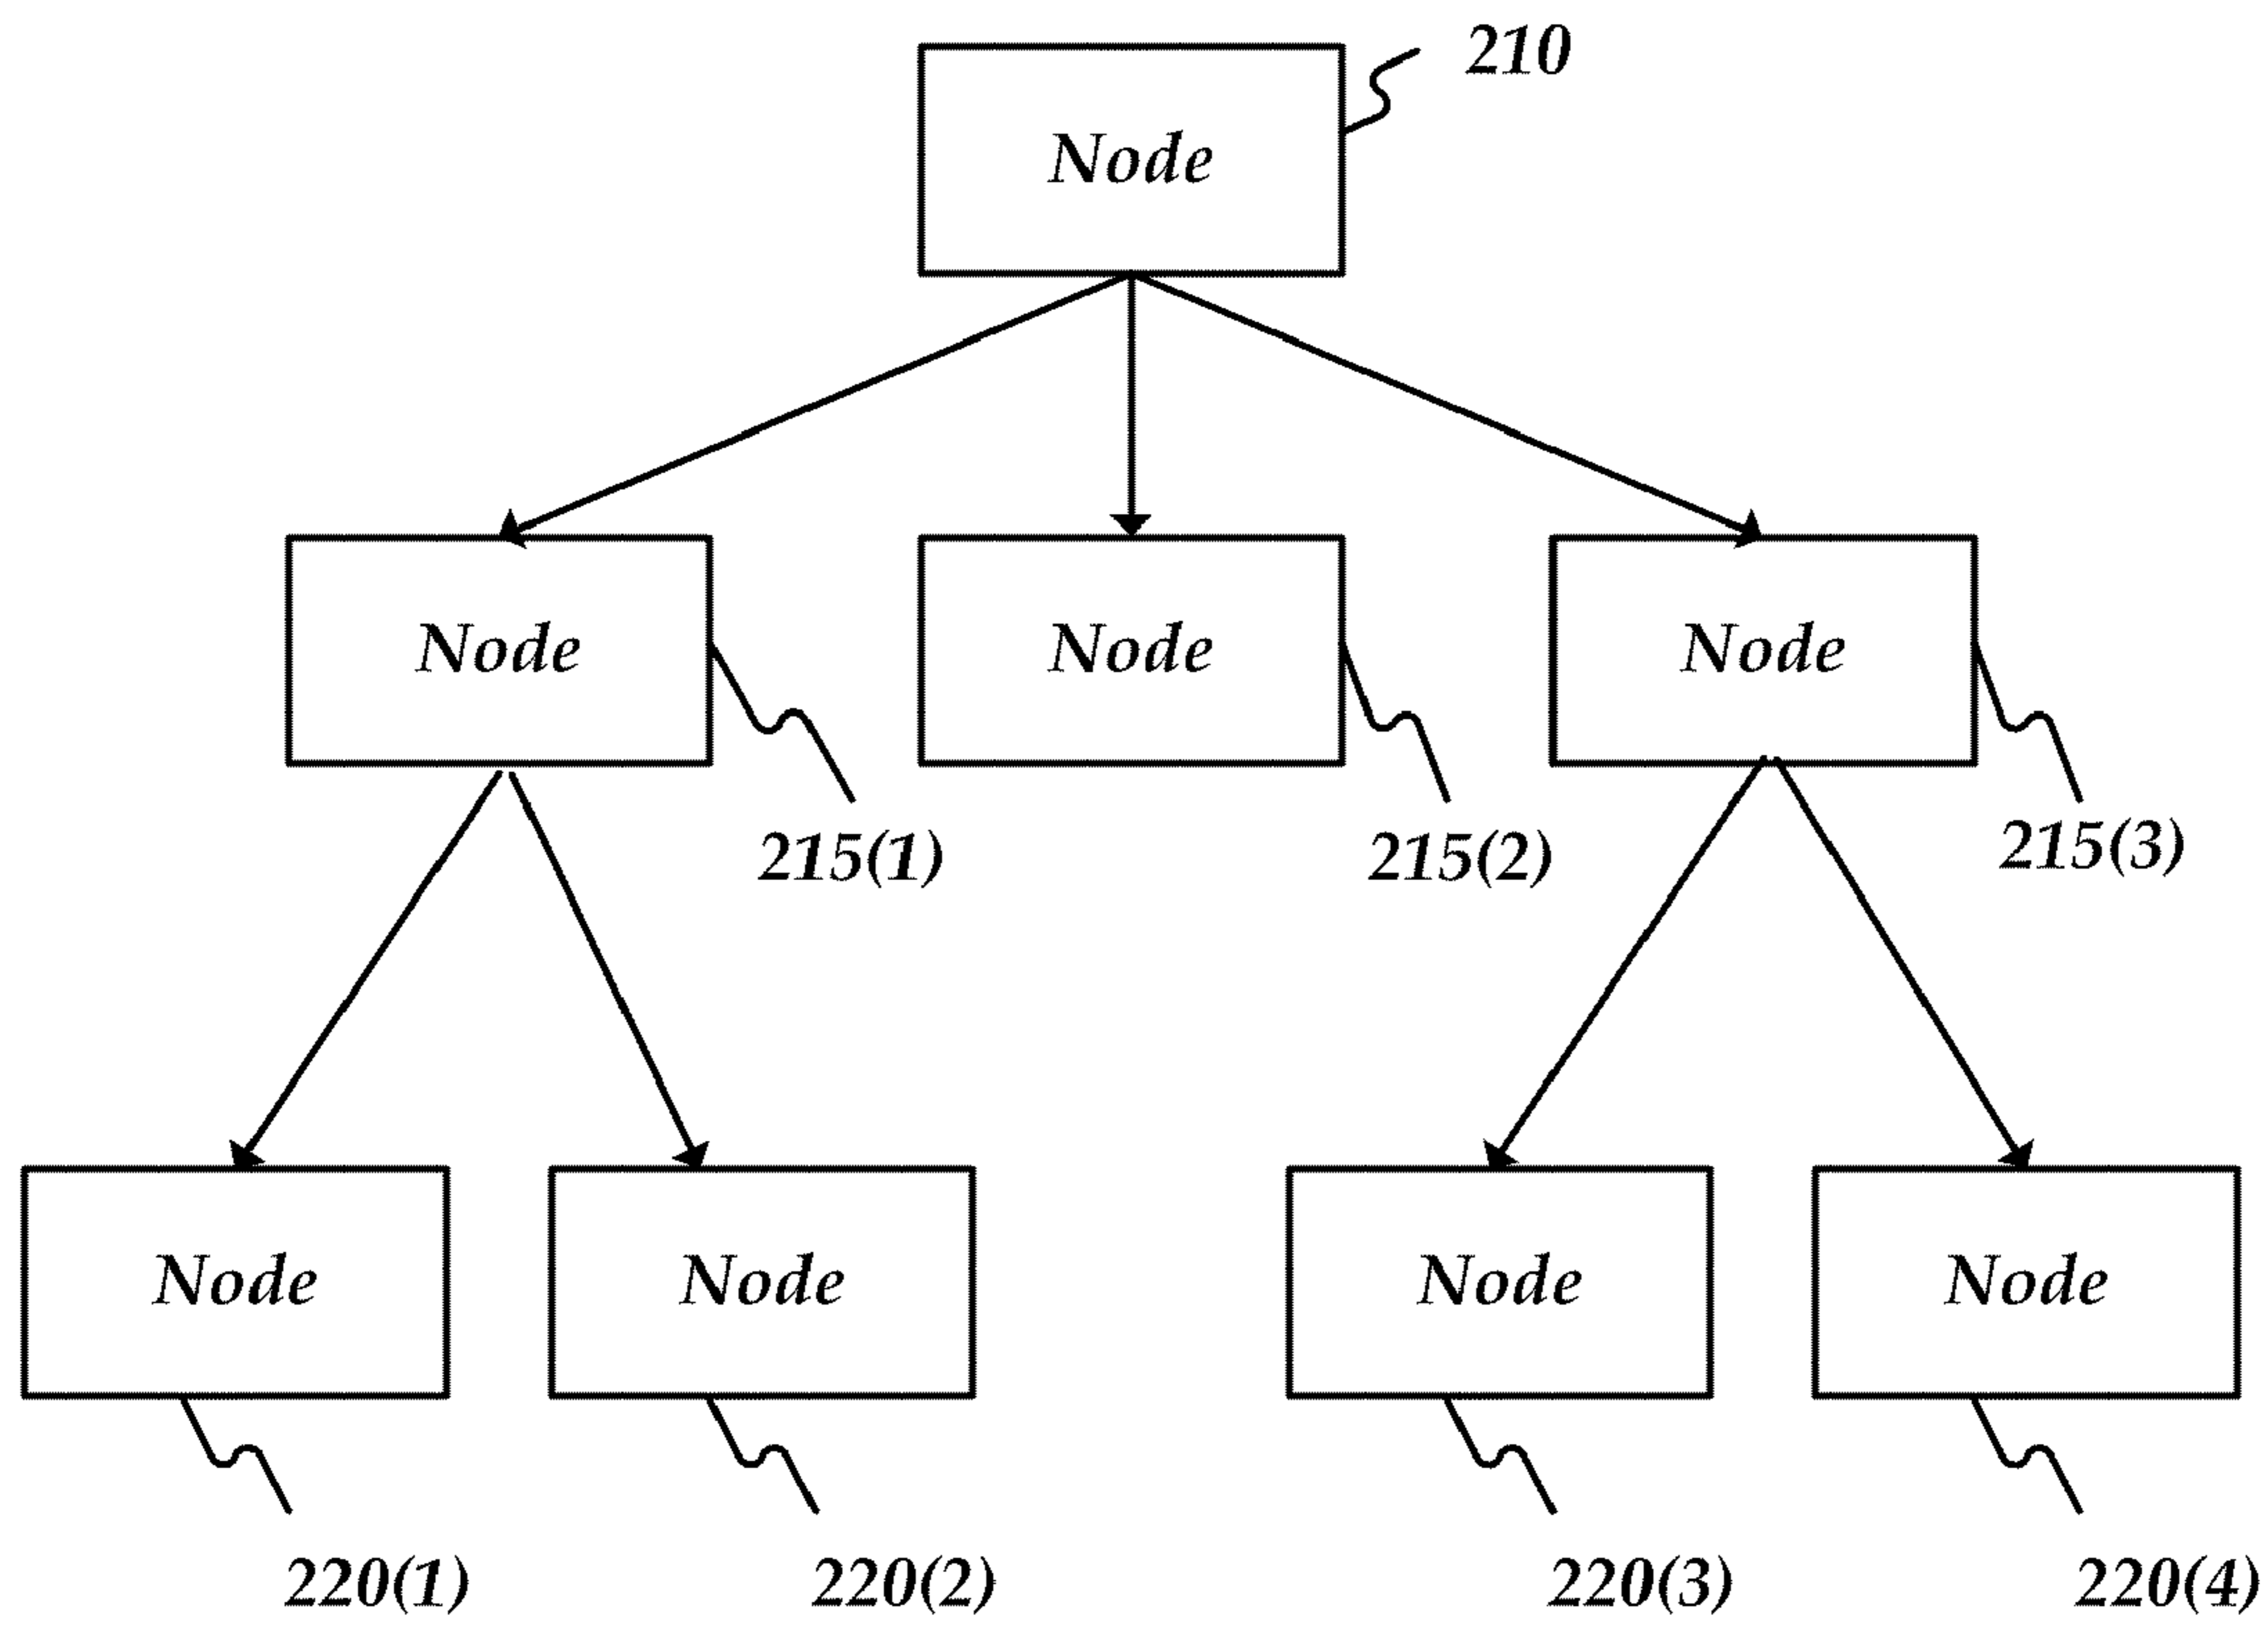 210
Node
Node
Node
Node
215(1)
215(2)
215(3)
Node
Node
Node
Node
220(1)
220(2)
220(3)
220(4)